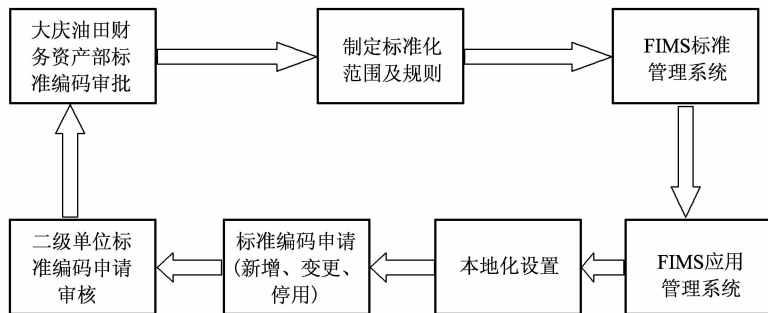 大庆油田财
务资产部标
准编码审批
制定标准化
范围及规则
FIMS标准
管理系统
FIMS应用
管理系统
本地化设置
标准编码申请
(新增、变更、
停用)
二级单位标
准编码申请
审核